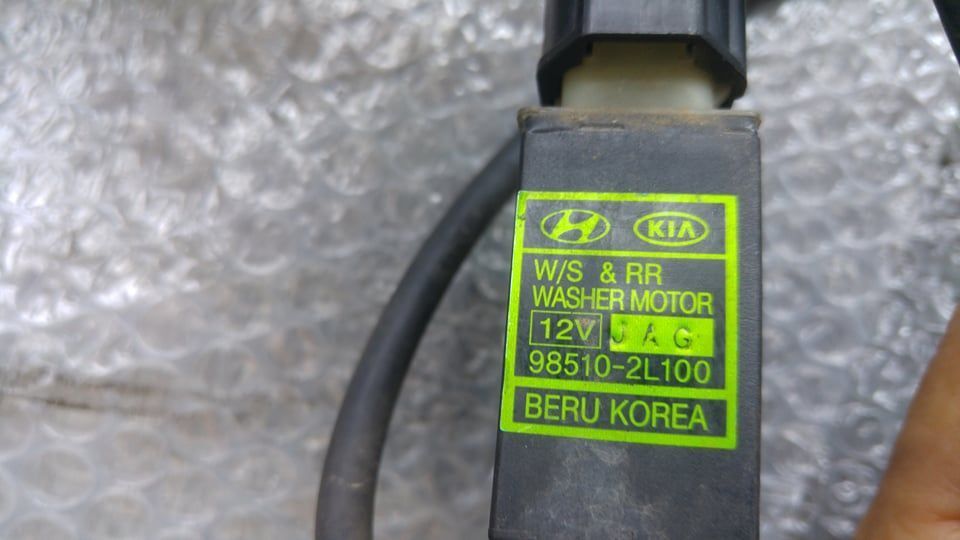 KIA
W/S & RR
WASHER MOTOR
12V JAG
98510-2L100
BERU KOREA